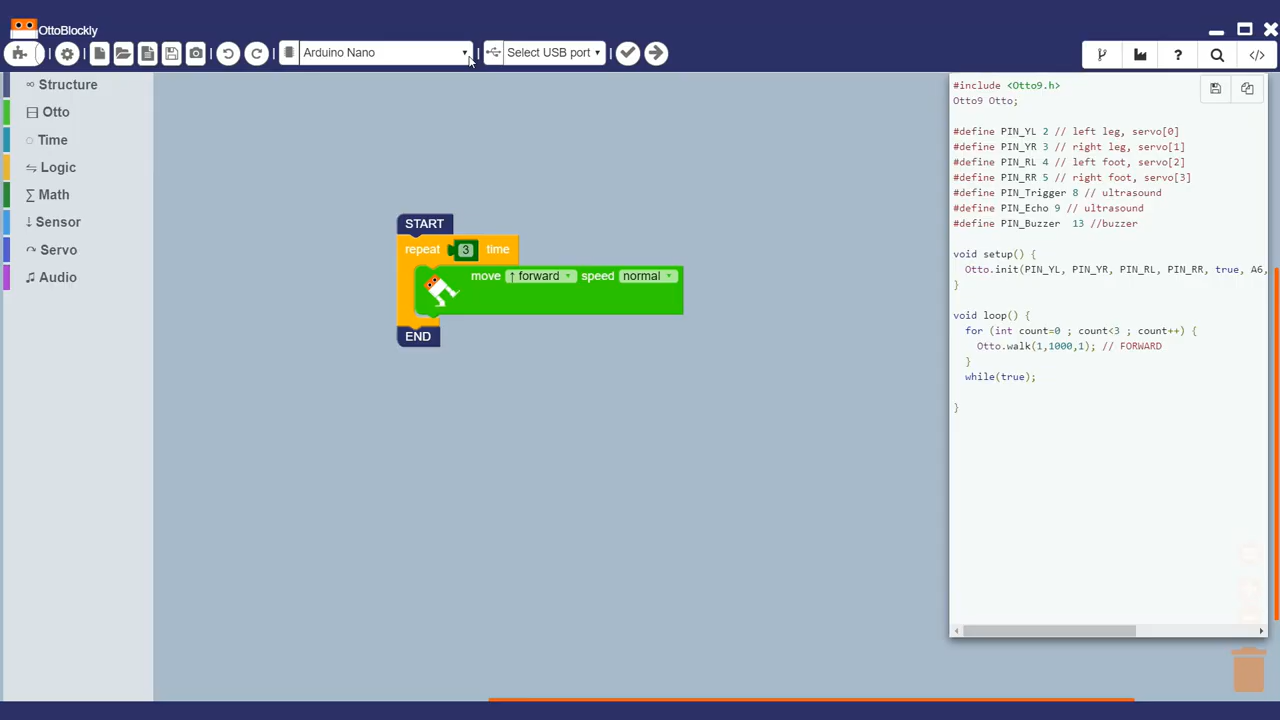 OttoBlockly
Arduino Nano
Select USB port
?
</>
Structure
Otto
Time
Logic
Math
Sensor
Servo
Audio
START
repeat 3 time
move ↑ forward speed normal
END
#include <Otto9.h>
Otto9 Otto;
#define PIN_YL 2 // left leg, servo[0]
#define PIN_YR 3 // right leg, servo[1]
#define PIN_RL 4 // left foot, servo[2]
#define PIN_RR 5 // right foot, servo[3]
#define PIN_Trigger 8 // ultrasound
#define PIN_Echo 9 // ultrasound
#define PIN_Buzzer  13 //buzzer
void setup() {
Otto.init(PIN_YL, PIN_YR, PIN_RL, PIN_RR, true, A6,
}
void loop() {
for (int count=0 ; count<3 ; count++) {
Otto.walk(1,1000,1); // FORWARD
}
while(true);
}